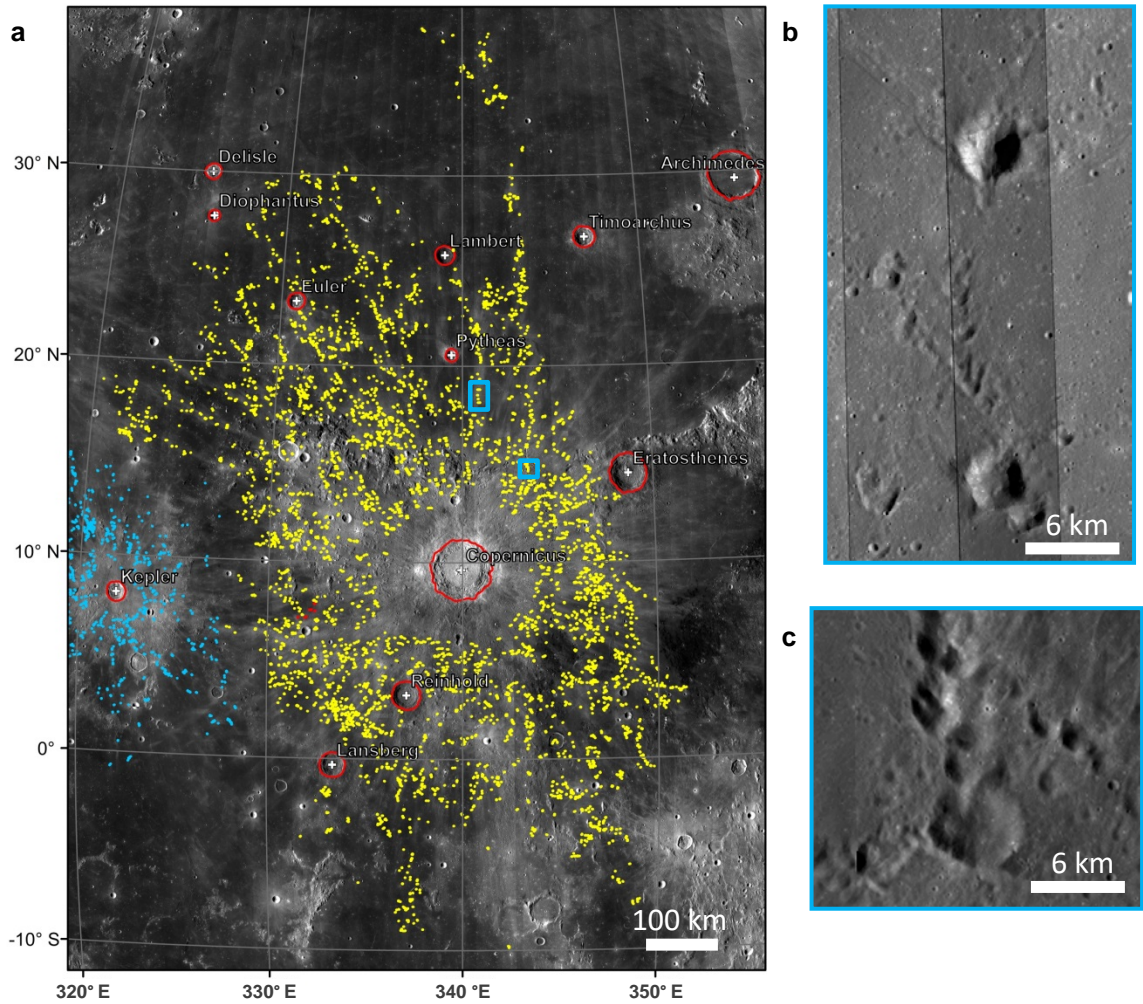 a
b
c
30° N
20° N
10° N
0°
-10° S
320° E
330° E
340° E
350° E
Delisle
Diophantus
Archimedes
Timoarchus
Lambert
Euler
Pytheas
Eratosthenes
Copernicus
Kepler
Reinhold
Lansberg
100 km
6 km
6 km